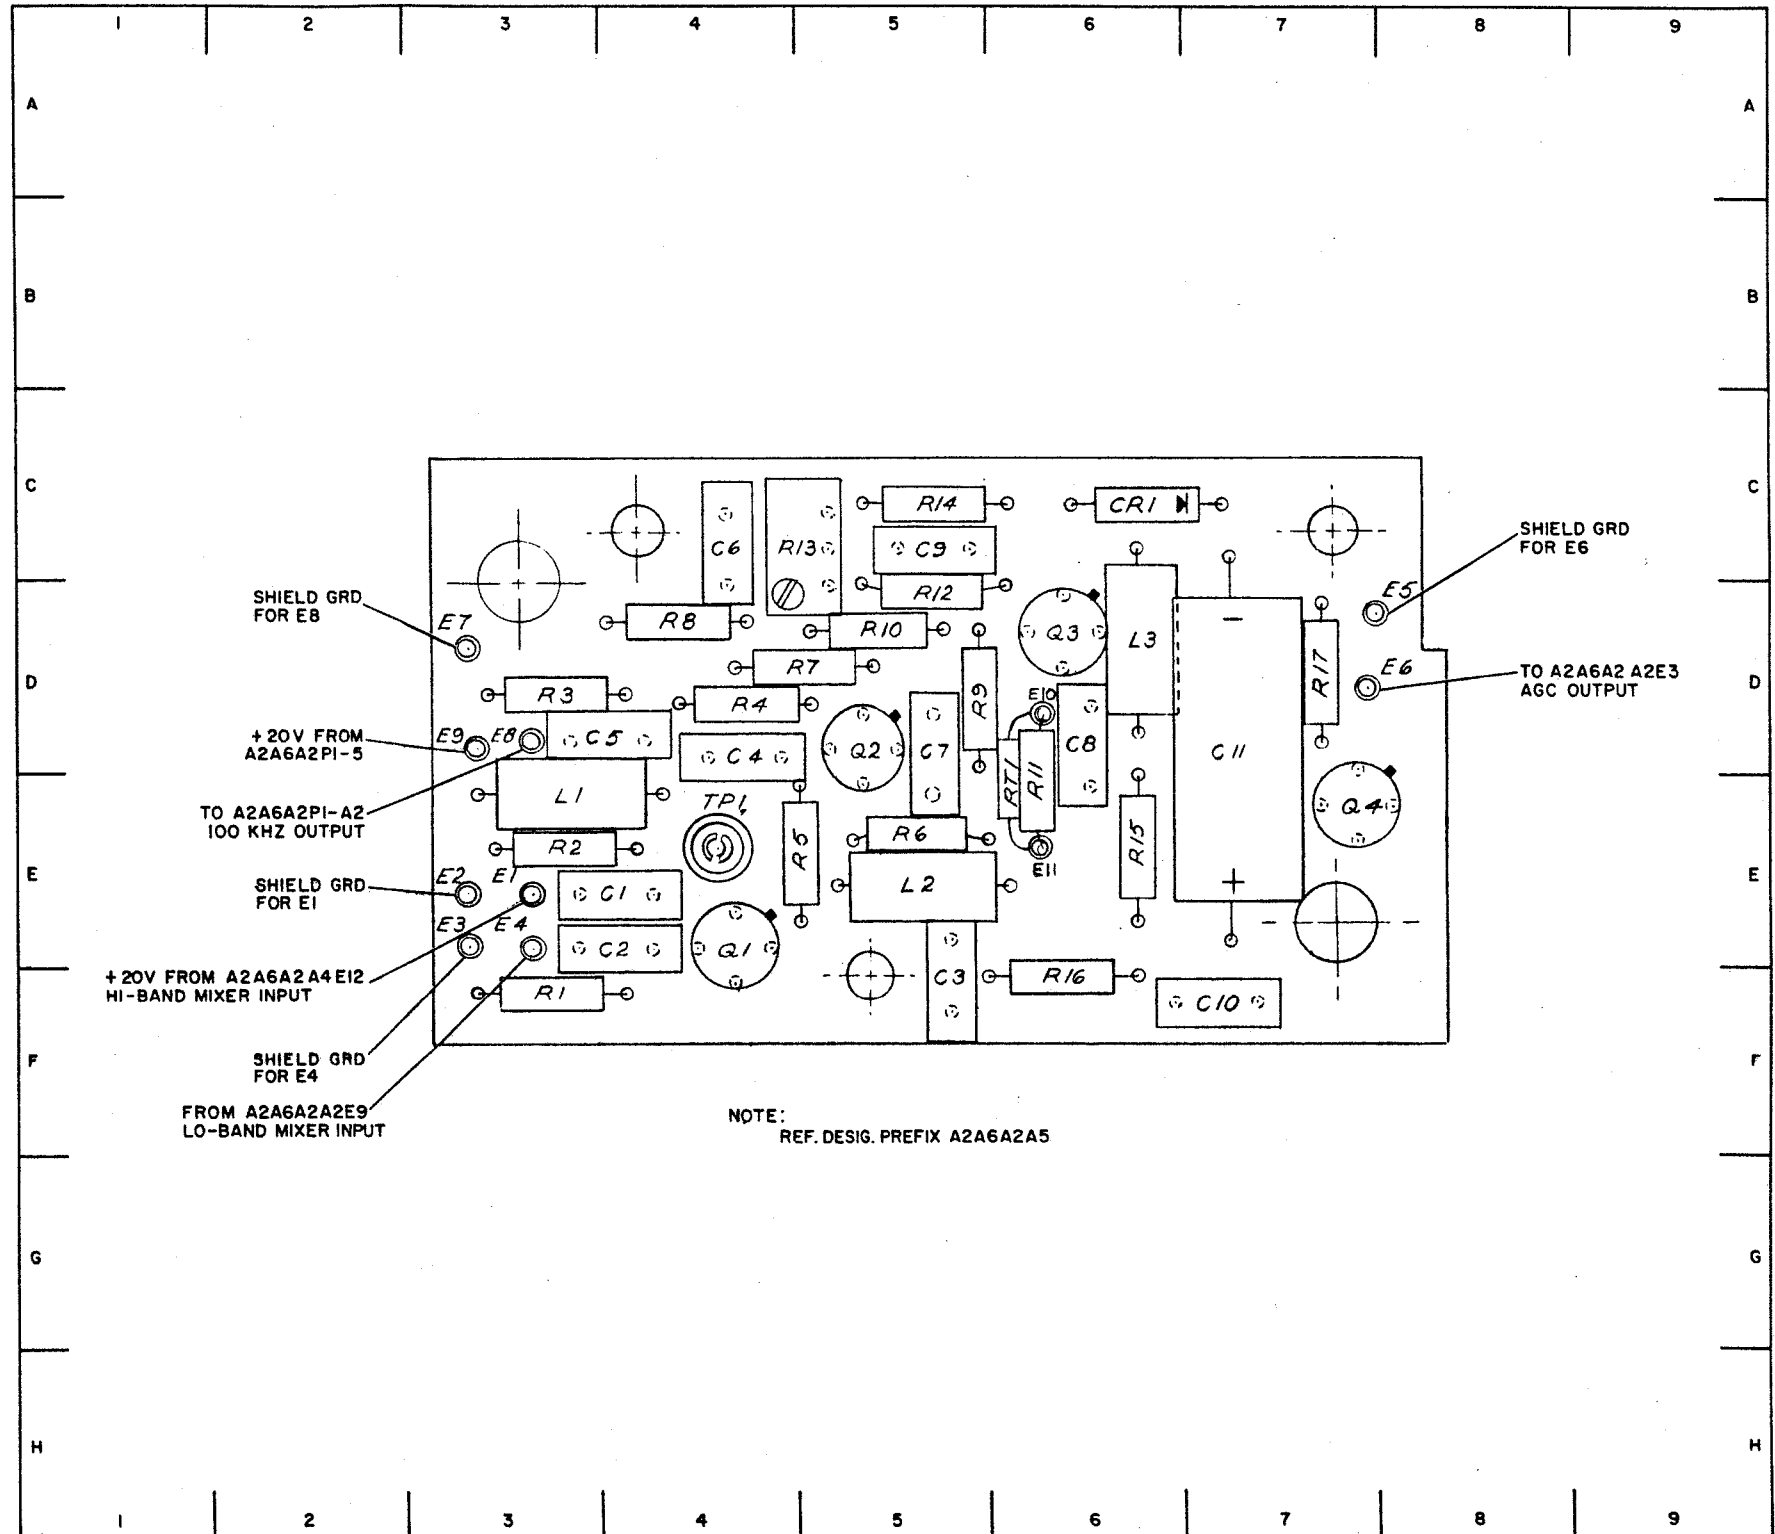 1 2 3 4 5 6 7 8 9
A A
B B
C C
R14 CR1
C6 R13 C9
SHIELD GRD
FOR E6
R12
SHIELD GRD
FOR E8
E5
E7 R8 R10 Q3 L3
R7 R17
E6
TO A2A6A2 A2E3
AGC OUTPUT
D D
R3 R4 R9 E10
+20V FROM
A2A6A2P1-5
E9 E8 C5 C4 Q2 C7 C8 C11
−
L1 TP1 RT1 R11 Q4
TO A2A6A2P1-A2
100 KHZ OUTPUT
R2 R5 R6 R15
E11
E E
SHIELD GRD
FOR E1
E2 E1 C1 L2
+
E3 E4 C2 Q1
+20V FROM A2A6A2A4E12
HI-BAND MIXER INPUT
R1 C3 R16 C10
F F
SHIELD GRD
FOR E4
FROM A2A6A2A2E9
LO-BAND MIXER INPUT
NOTE:
REF. DESIG. PREFIX A2A6A2A5
G G
H H
1 2 3 4 5 6 7 8 9